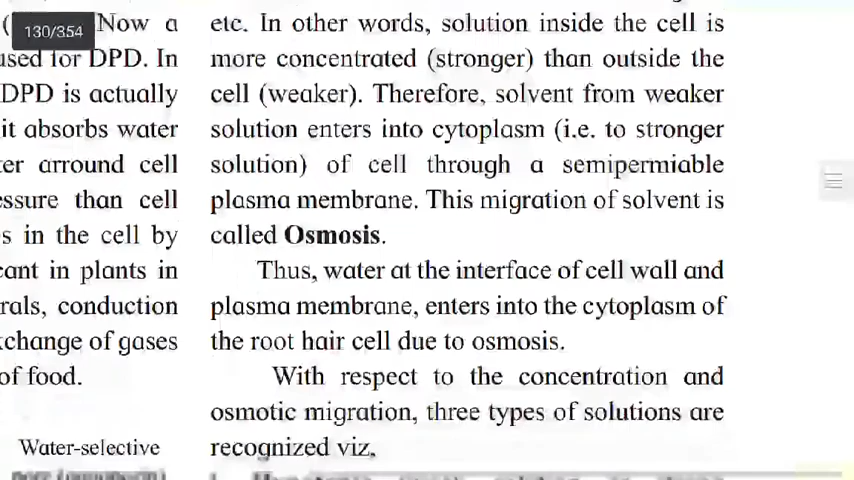 130/354
( Now a
used for DPD. In
DPD is actually
it absorbs water
ter arround cell
essure than cell
s in the cell by
cant in plants in
rals, conduction
xchange of gases
of food.
Water-selective
etc. In other words, solution inside the cell is
more concentrated (stronger) than outside the
cell (weaker). Therefore, solvent from weaker
solution enters into cytoplasm (i.e. to stronger
solution) of cell through a semipermiable
plasma membrane. This migration of solvent is
called Osmosis.
Thus, water at the interface of cell wall and
plasma membrane, enters into the cytoplasm of
the root hair cell due to osmosis.
With respect to the concentration and
osmotic migration, three types of solutions are
recognized viz,